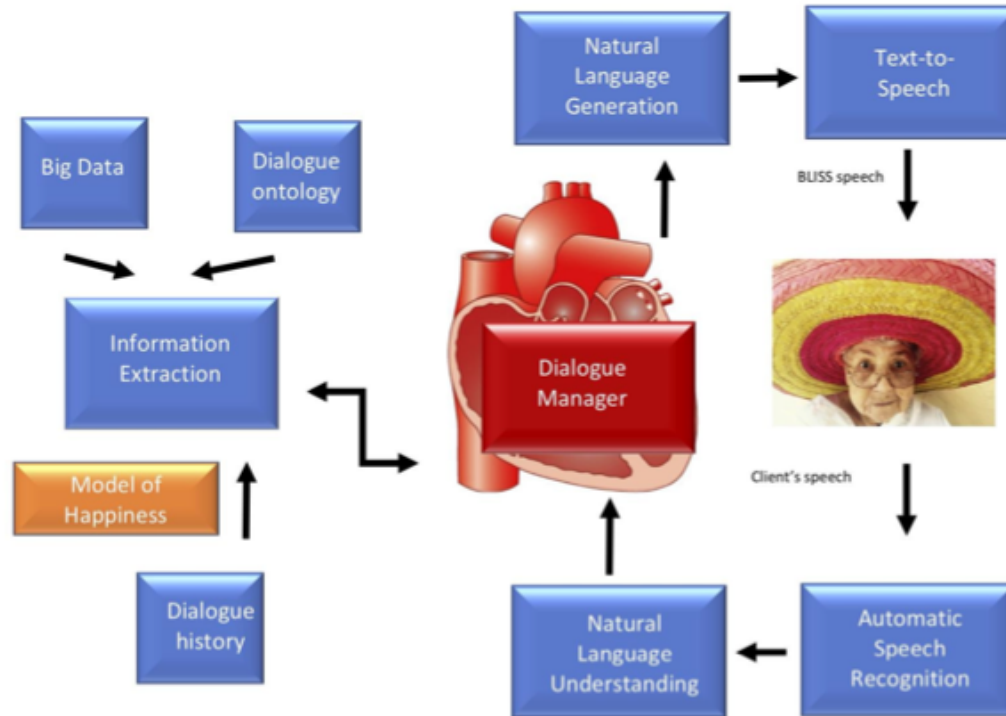 Natural
Language
Generation
Text-to-
Speech
Big Data
Dialogue
ontology
BLISS speech
Information
Extraction
Dialogue
Manager
Model of
Happiness
Client's speech
Dialogue
history
Natural
Language
Understanding
Automatic
Speech
Recognition